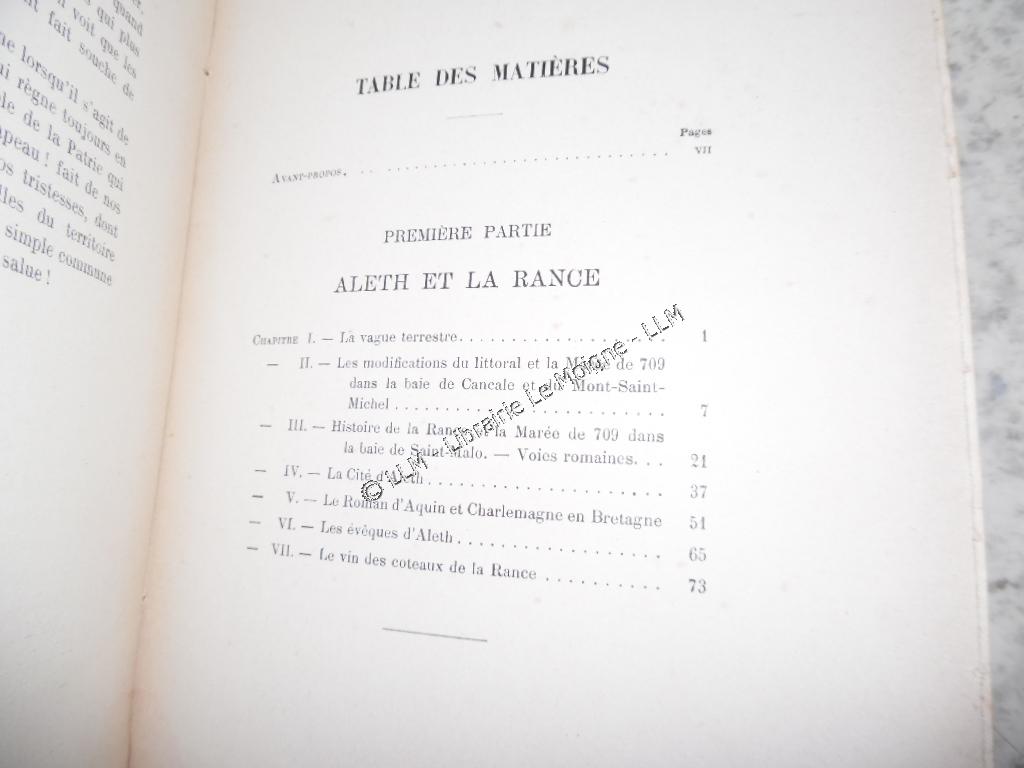 quand
qui plus
voit que les
fait souche de
lorsqu'il s'agit de
règne toujours en
de la Patrie qui
fait de nos
tristesses, dont
du territoire
simple commune
salue !
TABLE DES MATIÈRES
Pages
AVANT-PROPOS. . . . . . . . . . . . . . . . . . . . . . . . . . . VII
PREMIÈRE PARTIE
ALETH ET LA RANCE
CHAPITRE I. — La vague terrestre. . . . . . . . . . . . . . . . . . 1
— II. — Les modifications du littoral et la Marée de 709
dans la baie de Cancale et du Mont-Saint-
Michel . . . . . . . . . . . . . . . . . . . . . . . 7
— III. — Histoire de la Rance et la Marée de 709 dans
la baie de Saint-Malo. — Voies romaines. . . 21
— IV. — La Cité d'Aleth . . . . . . . . . . . . . . . . . . . . 37
— V. — Le Roman d'Aquin et Charlemagne en Bretagne 51
— VI. — Les évêques d'Aleth. . . . . . . . . . . . . . . . . 65
— VII. — Le vin des coteaux de la Rance . . . . . . . . . . 73
© LLM - Librairie Le Moigne - LLM